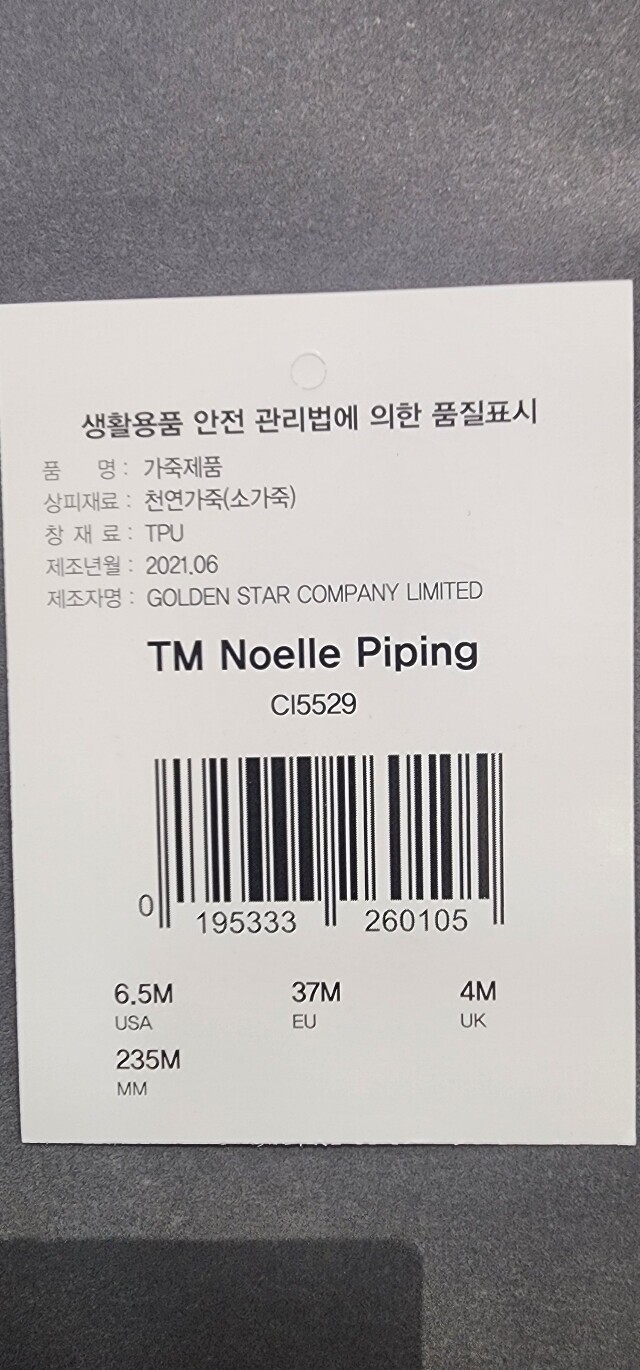 생활용품 안전 관리법에 의한 품질표시
품 명 : 가죽제품
상피재료 : 천연가죽(소가죽)
창 재 료 : TPU
제조년월 : 2021.06
제조자명 : GOLDEN STAR COMPANY LIMITED
TM Noelle Piping
CI5529
0 195333 260105
6.5M 37M 4M
USA EU UK
235M
MM